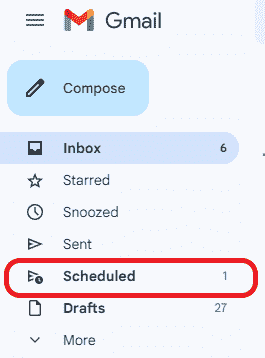 Gmail
Compose
Inbox 6
Starred
Snoozed
Sent
Scheduled 1
Drafts 27
More